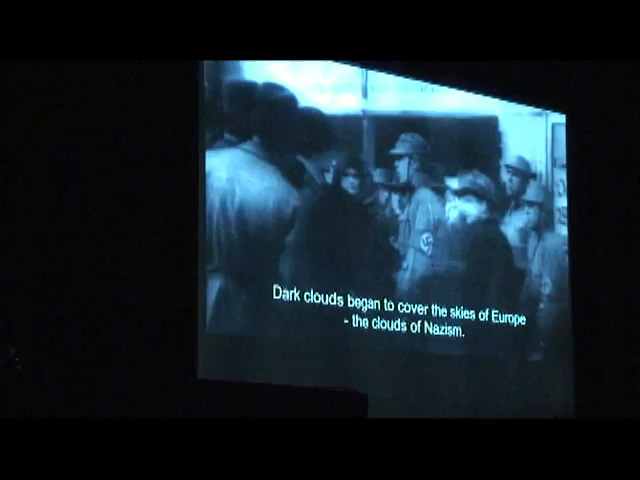 Dark clouds began to cover the skies of Europe
- the clouds of Nazism.